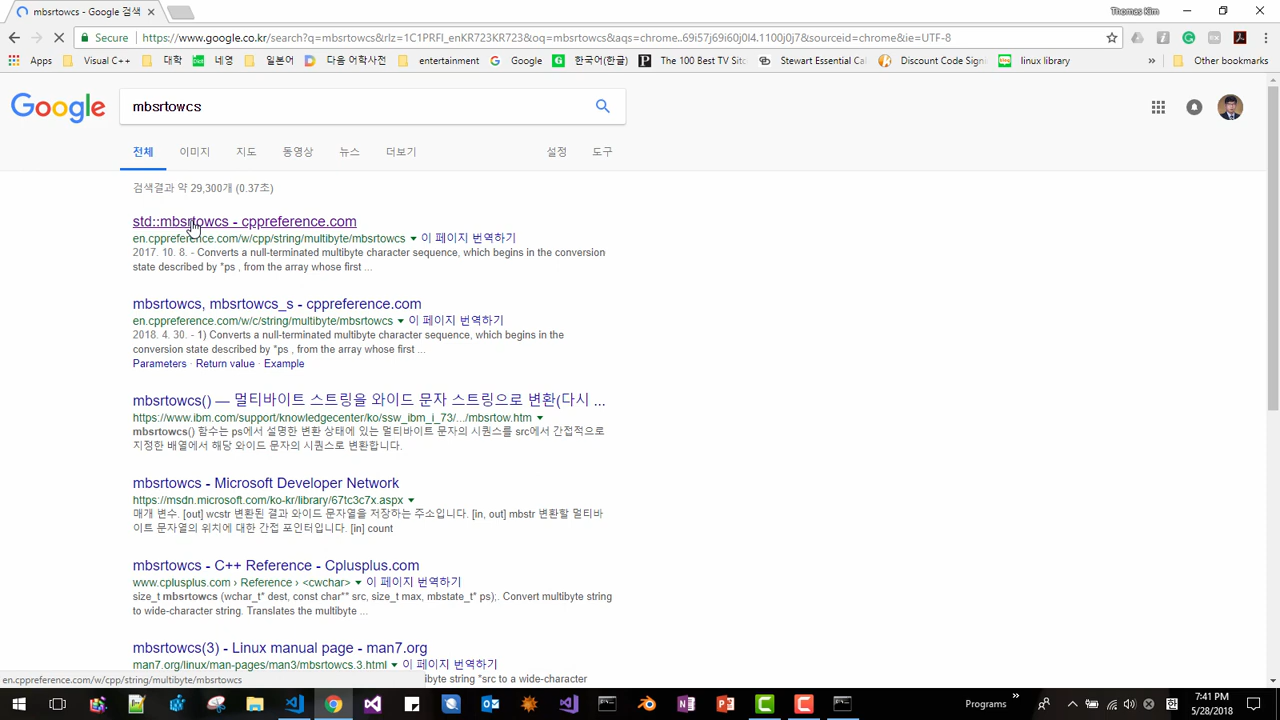 mbsrtowcs - Google 검색
Thomas Kim
Secure
https://www.google.co.kr/search?q=mbsrtowcs&rlz=1C1PRFI_enKR723KR723&oq=mbsrtowcs&aqs=chrome..69i57j69i60j0l4.1100j0j7&sourceid=chrome&ie=UTF-8
Apps
Visual C++
대학
네영
일본어
다음 어학사전
entertainment
Google
한국어(한글)
The 100 Best TV Sitc
Stewart Essential Cal
Discount Code Sign
linux library
»
Other bookmarks
Google
mbsrtowcs
전체
이미지
지도
동영상
뉴스
더보기
설정
도구
검색결과 약 29,300개 (0.37초)
std::mbsrtowcs - cppreference.com
en.cppreference.com/w/cpp/string/multibyte/mbsrtowcs ▼ 이 페이지 번역하기
2017. 10. 8. - Converts a null-terminated multibyte character sequence, which begins in the conversion
state described by *ps , from the array whose first ...
mbsrtowcs, mbsrtowcs_s - cppreference.com
en.cppreference.com/w/c/string/multibyte/mbsrtowcs ▼ 이 페이지 번역하기
2018. 4. 30. - 1) Converts a null-terminated multibyte character sequence, which begins in the
conversion state described by *ps , from the array whose first ...
Parameters · Return value · Example
mbsrtowcs() — 멀티바이트 스트링을 와이드 문자 스트링으로 변환(다시 ...
https://www.ibm.com/support/knowledgecenter/ko/ssw_ibm_i_73/.../mbsrtow.htm ▼
mbsrtowcs() 함수는 ps에서 설명한 변환 상태에 있는 멀티바이트 문자의 시퀀스를 src에서 간접적으로
지정한 배열에서 해당 와이드 문자의 시퀀스로 변환합니다.
mbsrtowcs - Microsoft Developer Network
https://msdn.microsoft.com/ko-kr/library/67tc3c7x.aspx ▼
매개 변수. [out] wcstr 변환된 결과 와이드 문자열을 저장하는 주소입니다. [in, out] mbstr 변환할 멀티바
이트 문자열의 위치에 대한 간접 포인터입니다. [in] count
mbsrtowcs - C++ Reference - Cplusplus.com
www.cplusplus.com › Reference › <cwchar> ▼ 이 페이지 번역하기
size_t mbsrtowcs (wchar_t* dest, const char** src, size_t max, mbstate_t* ps);. Convert multibyte string
to wide-character string. Translates the multibyte ...
mbsrtowcs(3) - Linux manual page - man7.org
man7.org/linux/man-pages/man3/mbsrtowcs.3.html ▼ 이 페이지 번역하기
ibyte string *src to a wide-character
en.cppreference.com/w/cpp/string/multibyte/mbsrtowcs
Programs
»
7:41 PM
5/28/2018